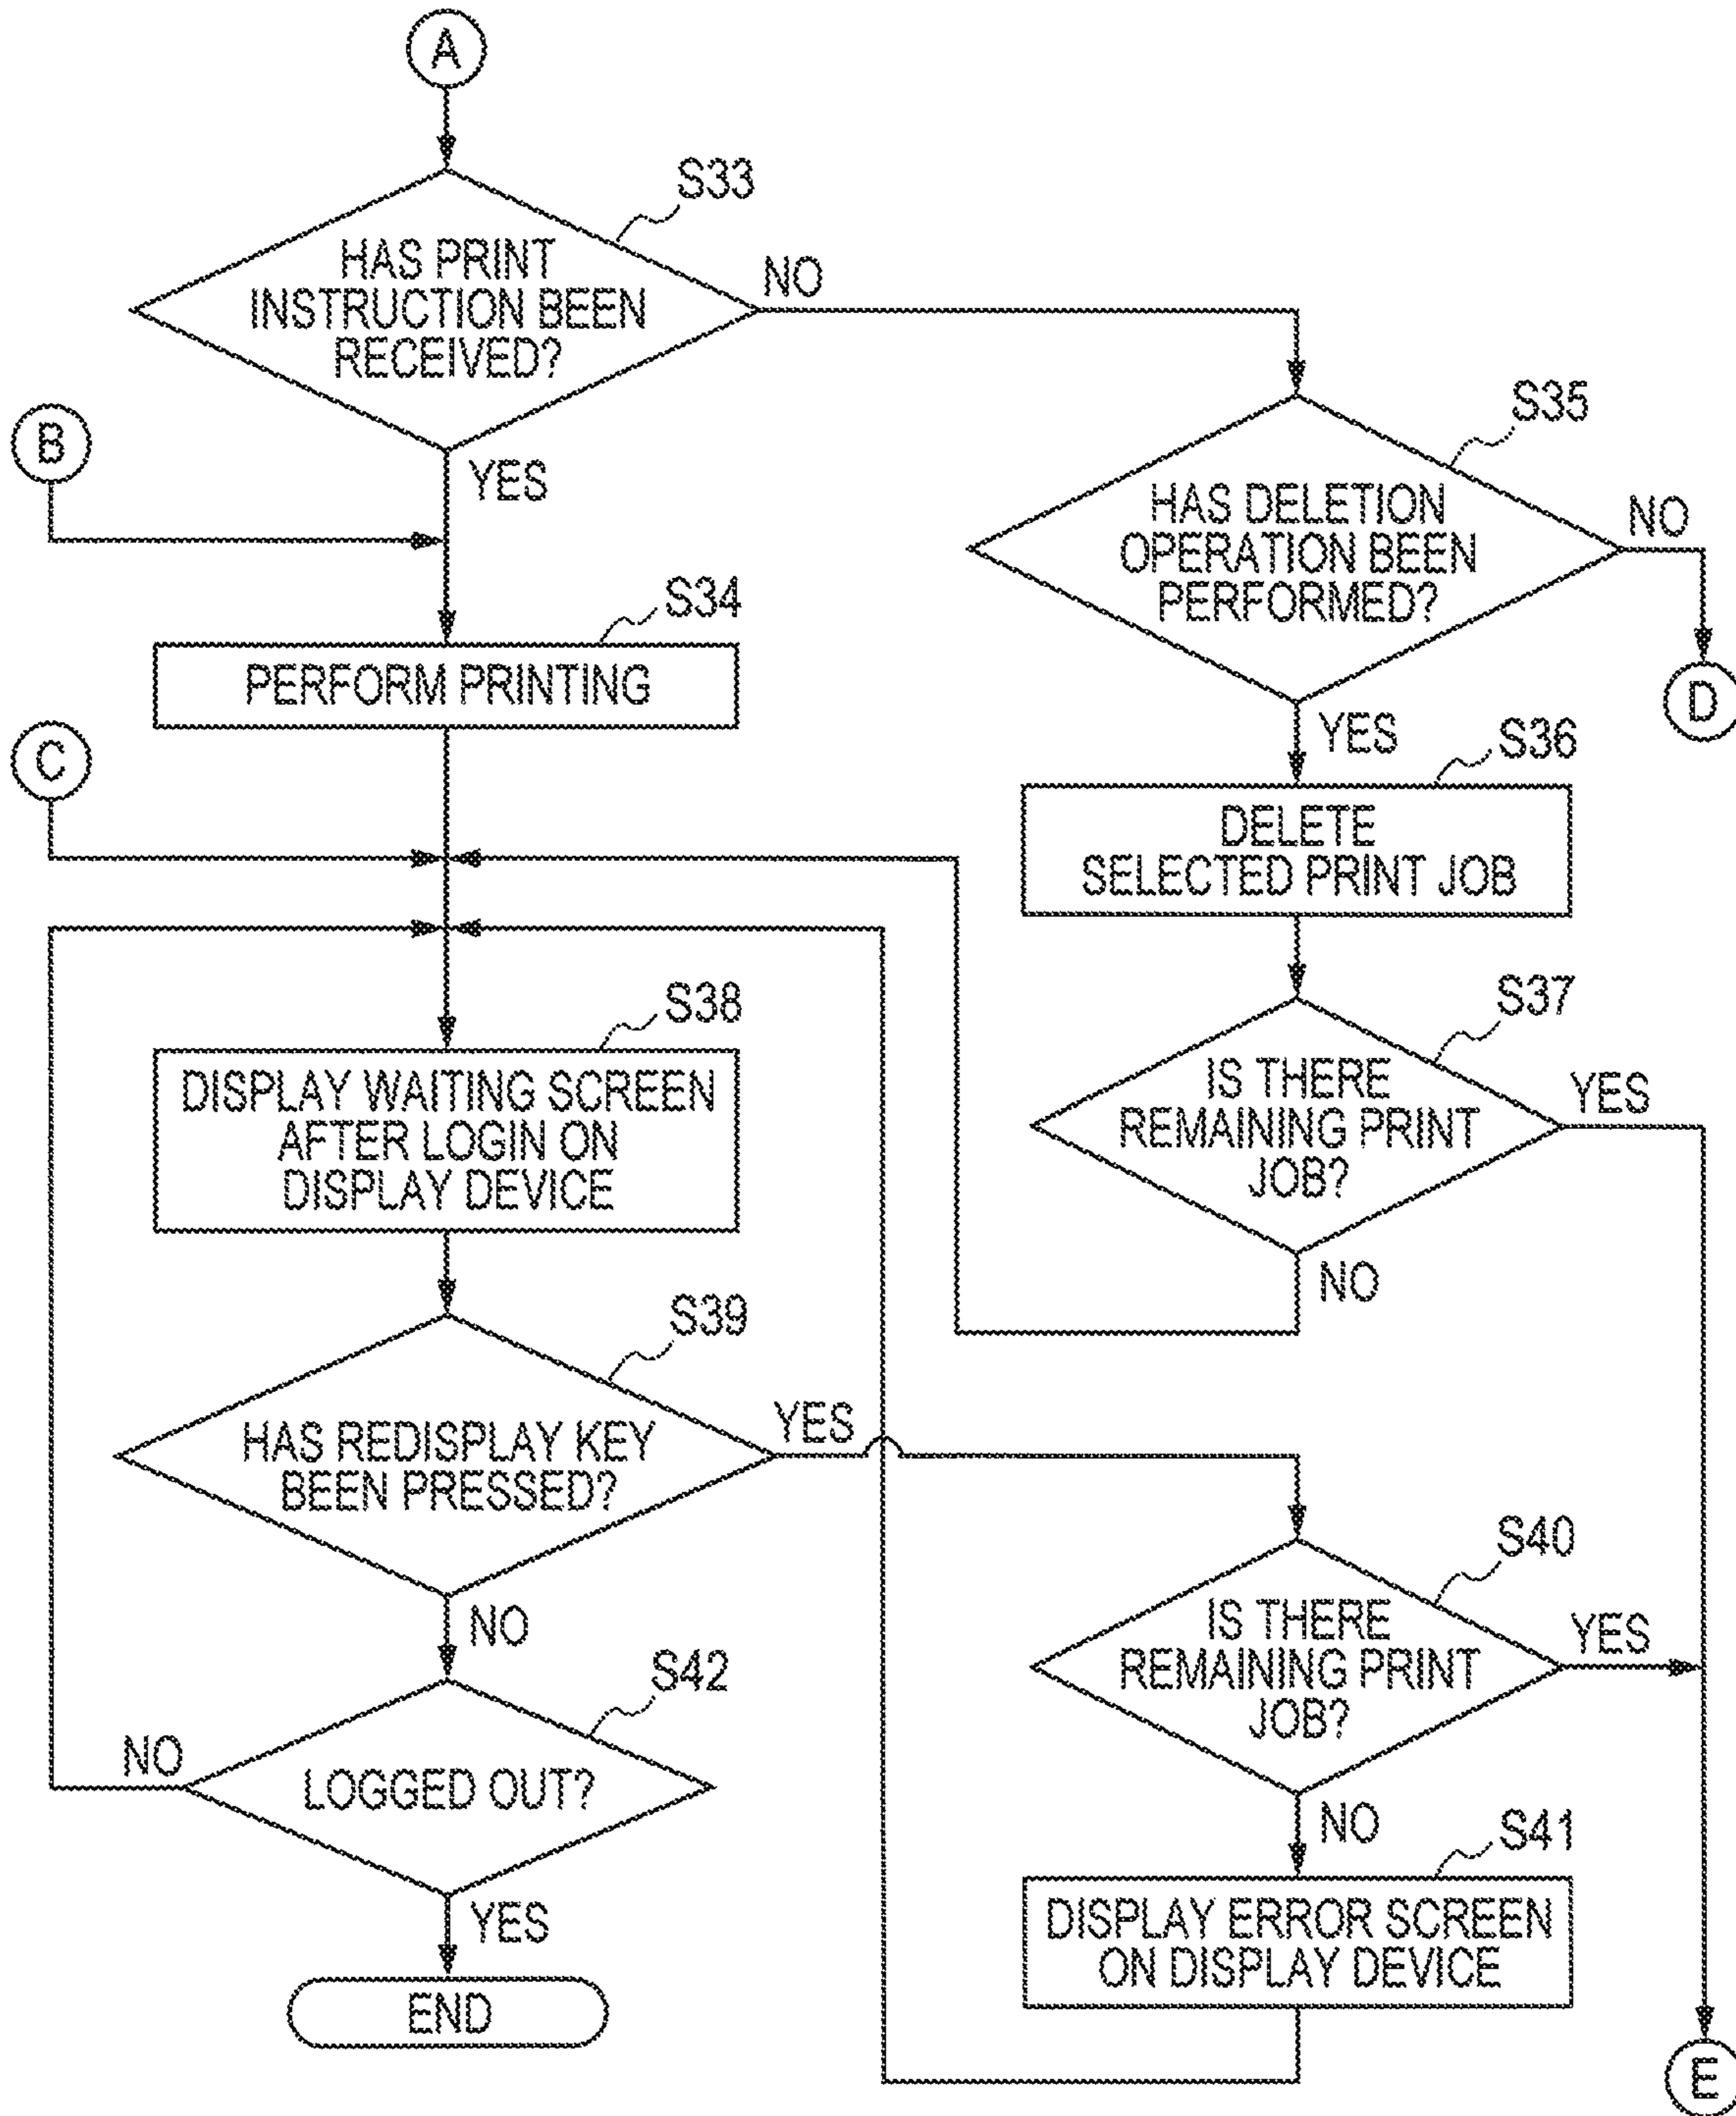 A
S33
HAS PRINT
INSTRUCTION BEEN
RECEIVED?
NO
YES
B
S35
HAS DELETION
OPERATION BEEN
PERFORMED?
NO
D
YES
S34
PERFORM PRINTING
C
S36
DELETE
SELECTED PRINT JOB
S37
IS THERE
REMAINING PRINT
JOB?
YES
NO
S38
DISPLAY WAITING SCREEN
AFTER LOGIN ON
DISPLAY DEVICE
S39
HAS REDISPLAY KEY
BEEN PRESSED?
YES
NO
S40
IS THERE
REMAINING PRINT
JOB?
YES
NO
S42
LOGGED OUT?
NO
YES
S41
DISPLAY ERROR SCREEN
ON DISPLAY DEVICE
END
E